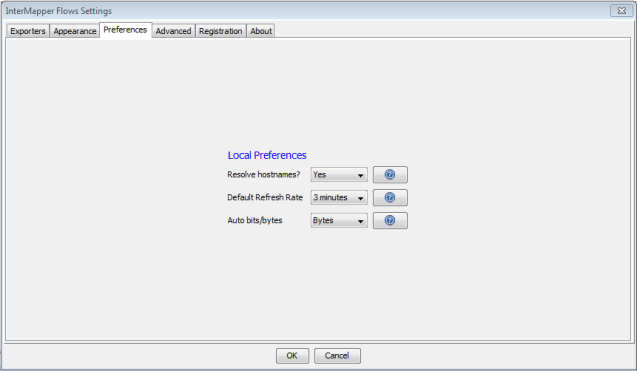 InterMapper Flows Settings
Exporters Appearance Preferences Advanced Registration About
Local Preferences
Resolve hostnames? Yes
Default Refresh Rate 3 minutes
Auto bits/bytes Bytes
OK Cancel